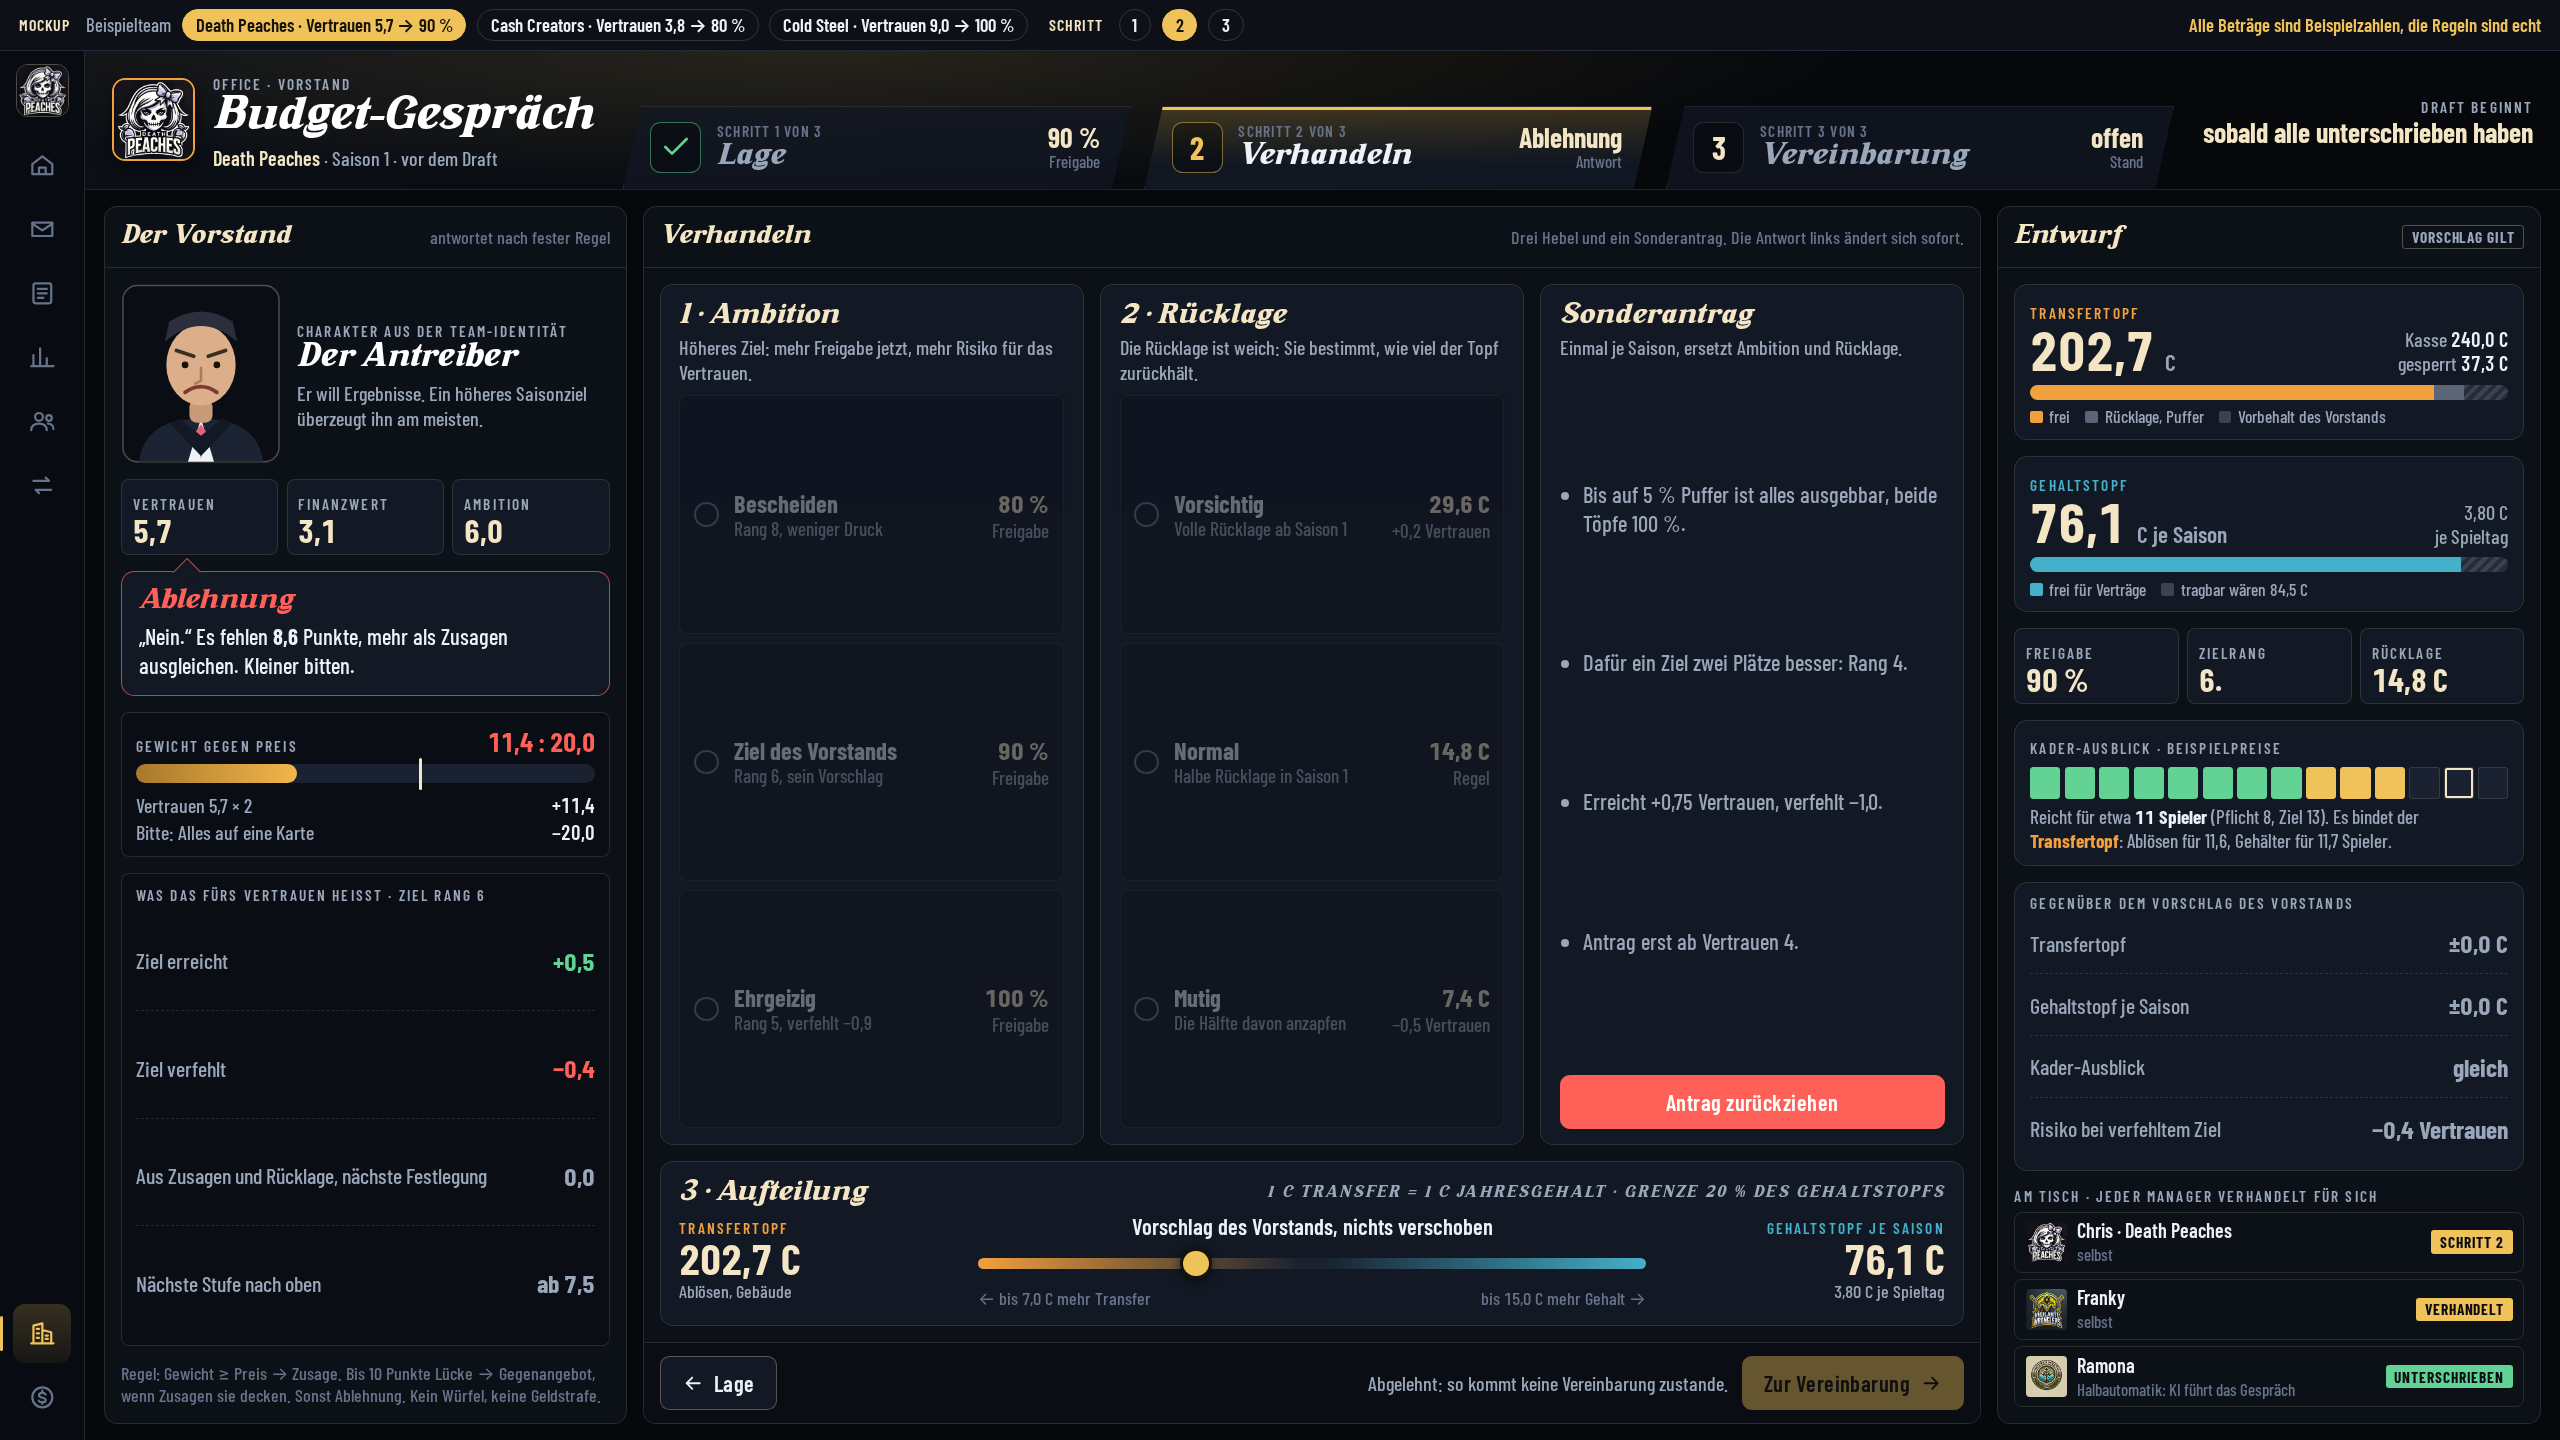 MOCKUP Beispielteam Death Peaches · Vertrauen 5,7 → 90 % Cash Creators · Vertrauen 3,8 → 80 % Cold Steel · Vertrauen 9,0 → 100 % SCHRITT 1 2 3 Alle Beträge sind Beispielzahlen, die Regeln sind echt
OFFICE · VORSTAND
Budget-Gespräch
Death Peaches · Saison 1 · vor dem Draft
SCHRITT 1 VON 3
Lage
90 %
Freigabe
2
SCHRITT 2 VON 3
Verhandeln
Ablehnung
Antwort
3
SCHRITT 3 VON 3
Vereinbarung
offen
Stand
DRAFT BEGINNT
sobald alle unterschrieben haben
Der Vorstand
antwortet nach fester Regel
CHARAKTER AUS DER TEAM-IDENTITÄT
Der Antreiber
Er will Ergebnisse. Ein höheres Saisonziel
überzeugt ihn am meisten.
VERTRAUEN
5,7
FINANZWERT
3,1
AMBITION
6,0
Ablehnung
„Nein.“ Es fehlen 8,6 Punkte, mehr als Zusagen
ausgleichen. Kleiner bitten.
GEWICHT GEGEN PREIS 11,4 : 20,0
Vertrauen 5,7 × 2 +11,4
Bitte: Alles auf eine Karte −20,0
WAS DAS FÜRS VERTRAUEN HEISST · ZIEL RANG 6
Ziel erreicht +0,5
Ziel verfehlt −0,4
Aus Zusagen und Rücklage, nächste Festlegung 0,0
Nächste Stufe nach oben ab 7,5
Regel: Gewicht ≥ Preis → Zusage. Bis 10 Punkte Lücke → Gegenangebot,
wenn Zusagen sie decken. Sonst Ablehnung. Kein Würfel, keine Geldstrafe.
Verhandeln
Drei Hebel und ein Sonderantrag. Die Antwort links ändert sich sofort.
1 · Ambition
Höheres Ziel: mehr Freigabe jetzt, mehr Risiko für das
Vertrauen.
Bescheiden 80 %
Rang 8, weniger Druck Freigabe
Ziel des Vorstands 90 %
Rang 6, sein Vorschlag Freigabe
Ehrgeizig 100 %
Rang 5, verfehlt −0,9 Freigabe
2 · Rücklage
Die Rücklage ist weich: Sie bestimmt, wie viel der Topf
zurückhält.
Vorsichtig 29,6 C
Volle Rücklage ab Saison 1 +0,2 Vertrauen
Normal 14,8 C
Halbe Rücklage in Saison 1 Regel
Mutig 7,4 C
Die Hälfte davon anzapfen −0,5 Vertrauen
Sonderantrag
Einmal je Saison, ersetzt Ambition und Rücklage.
• Bis auf 5 % Puffer ist alles ausgebbar, beide
Töpfe 100 %.
• Dafür ein Ziel zwei Plätze besser: Rang 4.
• Erreicht +0,75 Vertrauen, verfehlt −1,0.
• Antrag erst ab Vertrauen 4.
Antrag zurückziehen
3 · Aufteilung
1 C TRANSFER = 1 C JAHRESGEHALT · GRENZE 20 % DES GEHALTSTOPFS
TRANSFERTOPF
202,7 C
Ablösen, Gebäude
Vorschlag des Vorstands, nichts verschoben
← bis 7,0 C mehr Transfer bis 15,0 C mehr Gehalt →
GEHALTSTOPF JE SAISON
76,1 C
3,80 C je Spieltag
← Lage
Abgelehnt: so kommt keine Vereinbarung zustande.
Zur Vereinbarung →
Entwurf
VORSCHLAG GILT
TRANSFERTOPF
202,7 C
Kasse 240,0 C
gesperrt 37,3 C
frei Rücklage, Puffer Vorbehalt des Vorstands
GEHALTSTOPF
76,1 C je Saison
3,80 C
je Spieltag
frei für Verträge tragbar wären 84,5 C
FREIGABE
90 %
ZIELRANG
6.
RÜCKLAGE
14,8 C
KADER-AUSBLICK · BEISPIELPREISE
Reicht für etwa 11 Spieler (Pflicht 8, Ziel 13). Es bindet der
Transfertopf: Ablösen für 11,6, Gehälter für 11,7 Spieler.
GEGENÜBER DEM VORSCHLAG DES VORSTANDS
Transfertopf ±0,0 C
Gehaltstopf je Saison ±0,0 C
Kader-Ausblick gleich
Risiko bei verfehltem Ziel −0,4 Vertrauen
AM TISCH · JEDER MANAGER VERHANDELT FÜR SICH
Chris · Death Peaches
selbst
SCHRITT 2
Franky
selbst
VERHANDELT
Ramona
Halbautomatik: KI führt das Gespräch
UNTERSCHRIEBEN